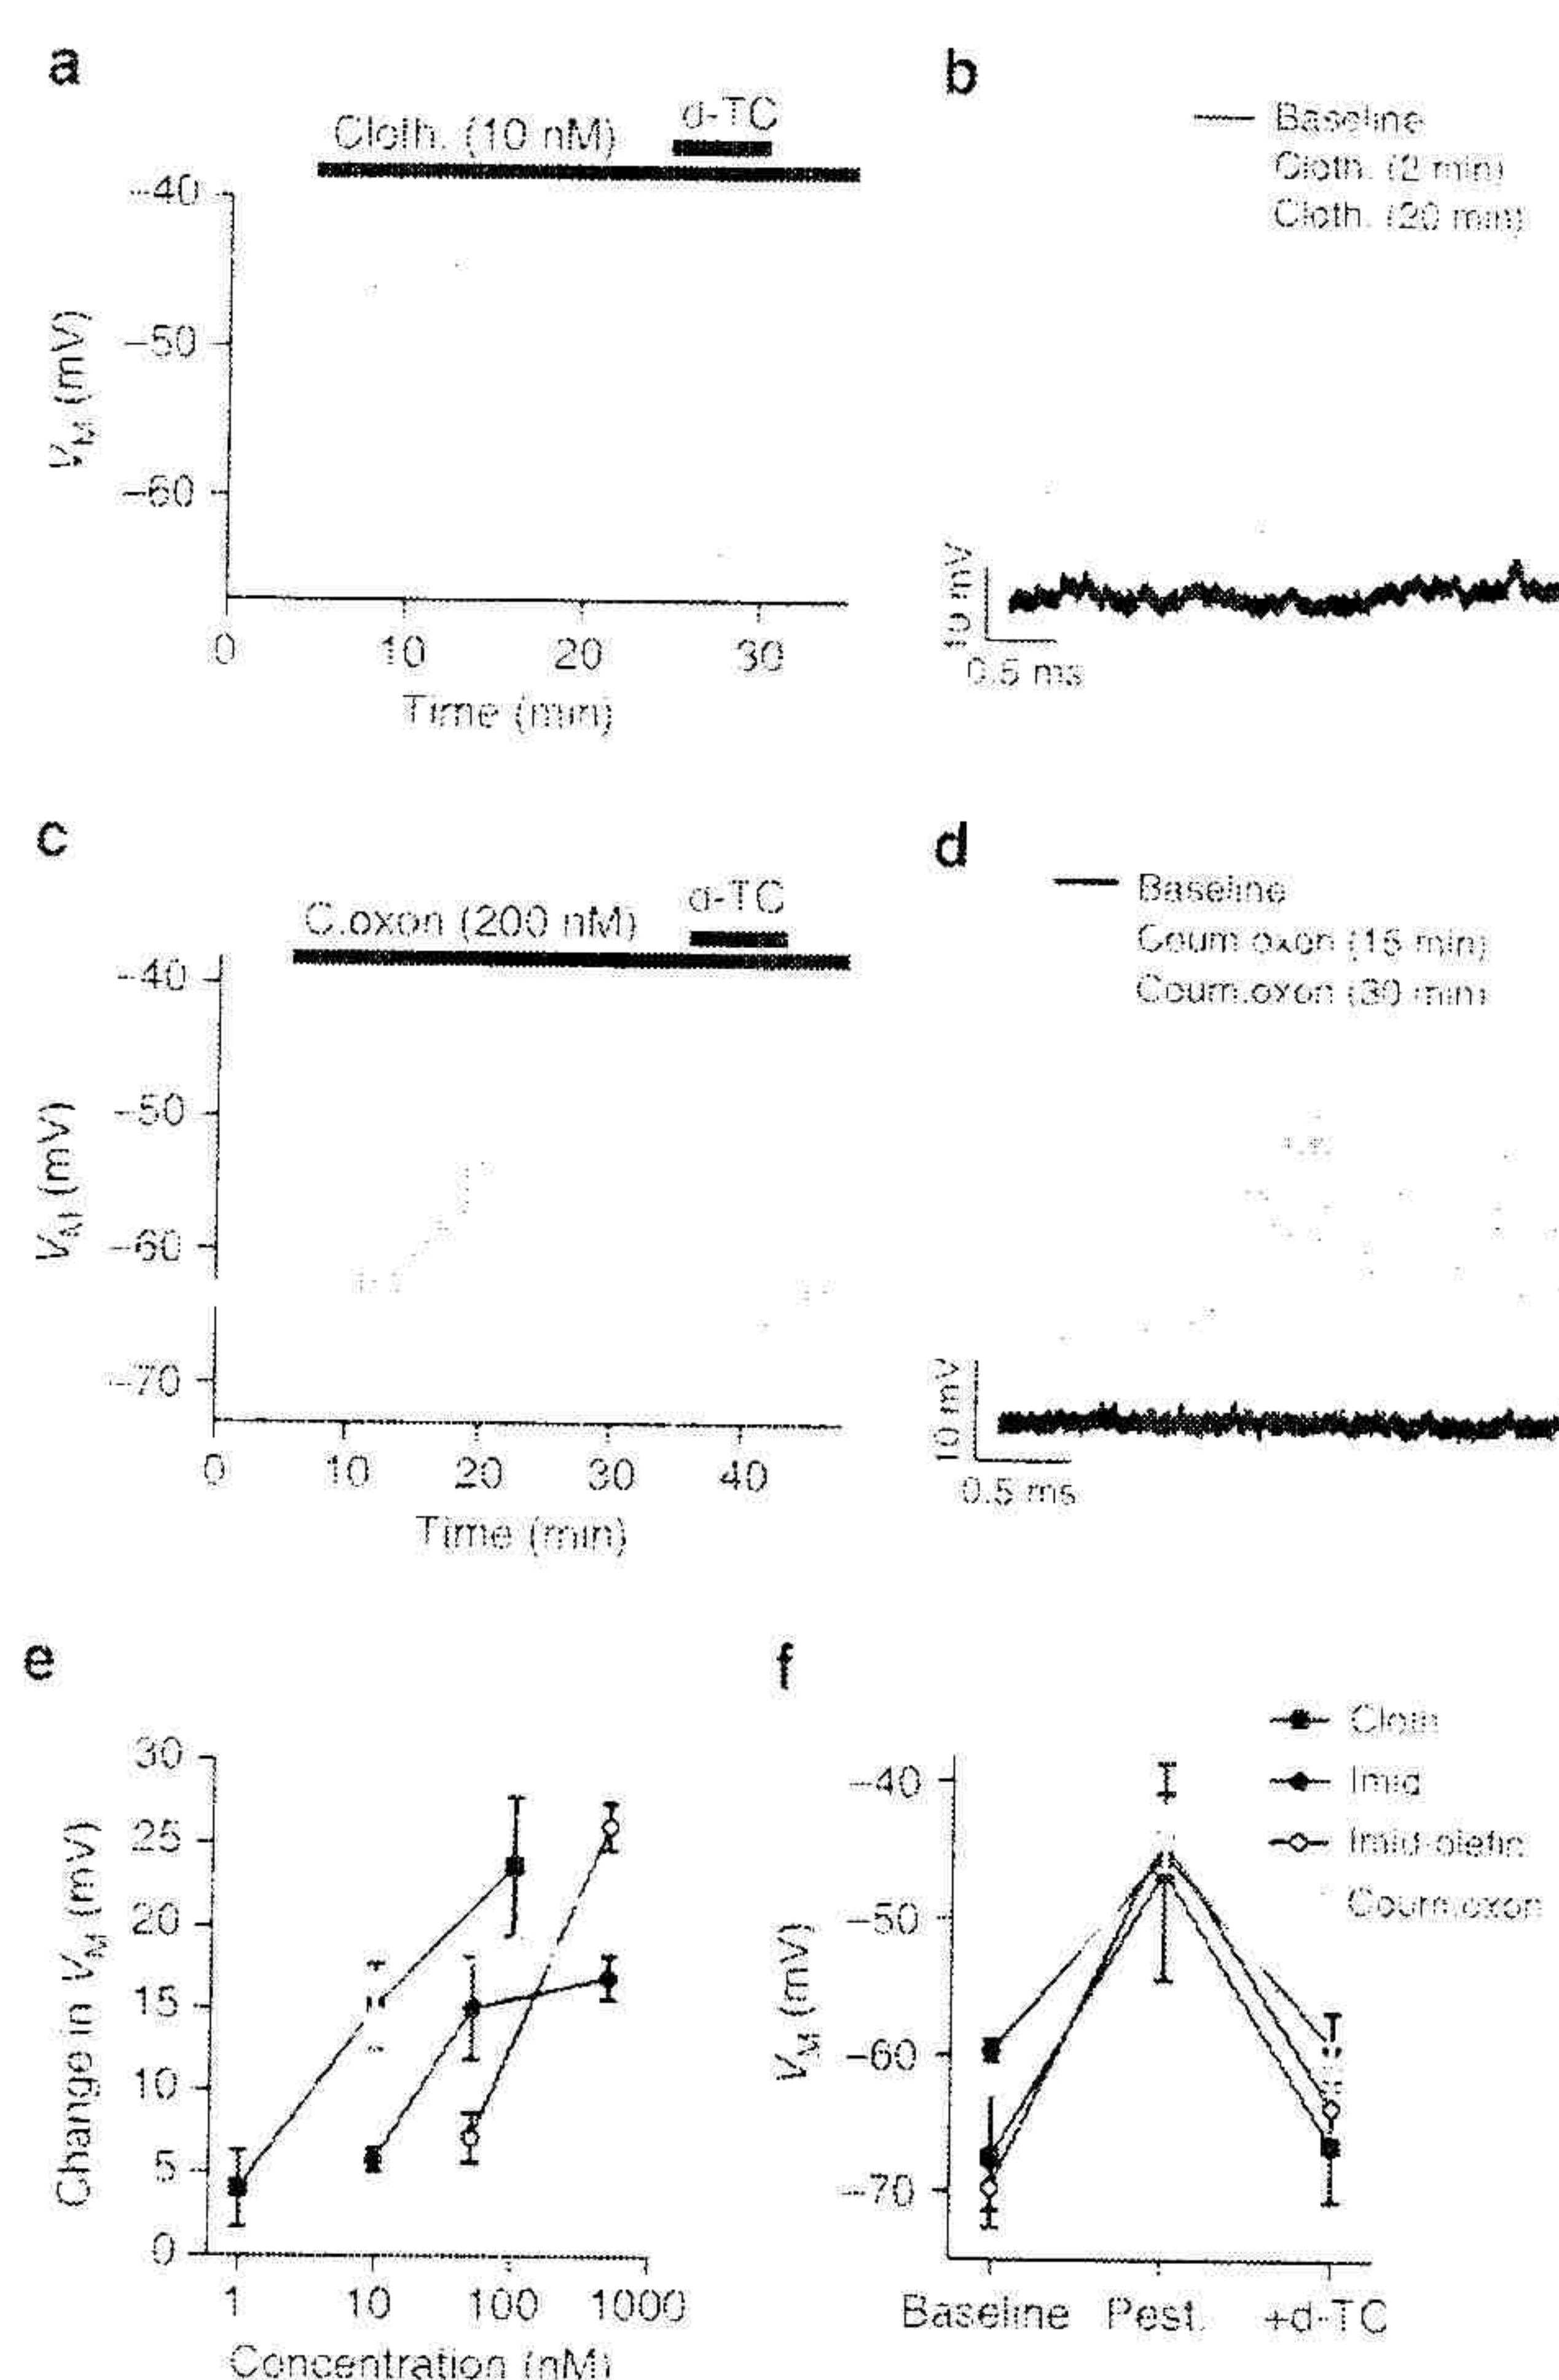 a
Cloth. (10 nM)
d-TC
–40
–50
–60
VM (mV)
0 10 20 30
Time (min)
b
Baseline
Cloth. (2 min)
Cloth. (20 min)
10 mV
0.5 ms
c
C.oxon (200 nM)
d-TC
–40
–50
–60
–70
VM (mV)
0 10 20 30 40
Time (min)
d
Baseline
Coum.oxon (15 min)
Coum.oxon (30 min)
10 mV
0.5 ms
e
30
25
20
15
10
5
0
Change in VM (mV)
1 10 100 1000
Concentration (nM)
f
Cloth
Imid
Imid-olefin
Coum.oxon
–40
–50
–60
–70
VM (mV)
Baseline Pest. +d-TC